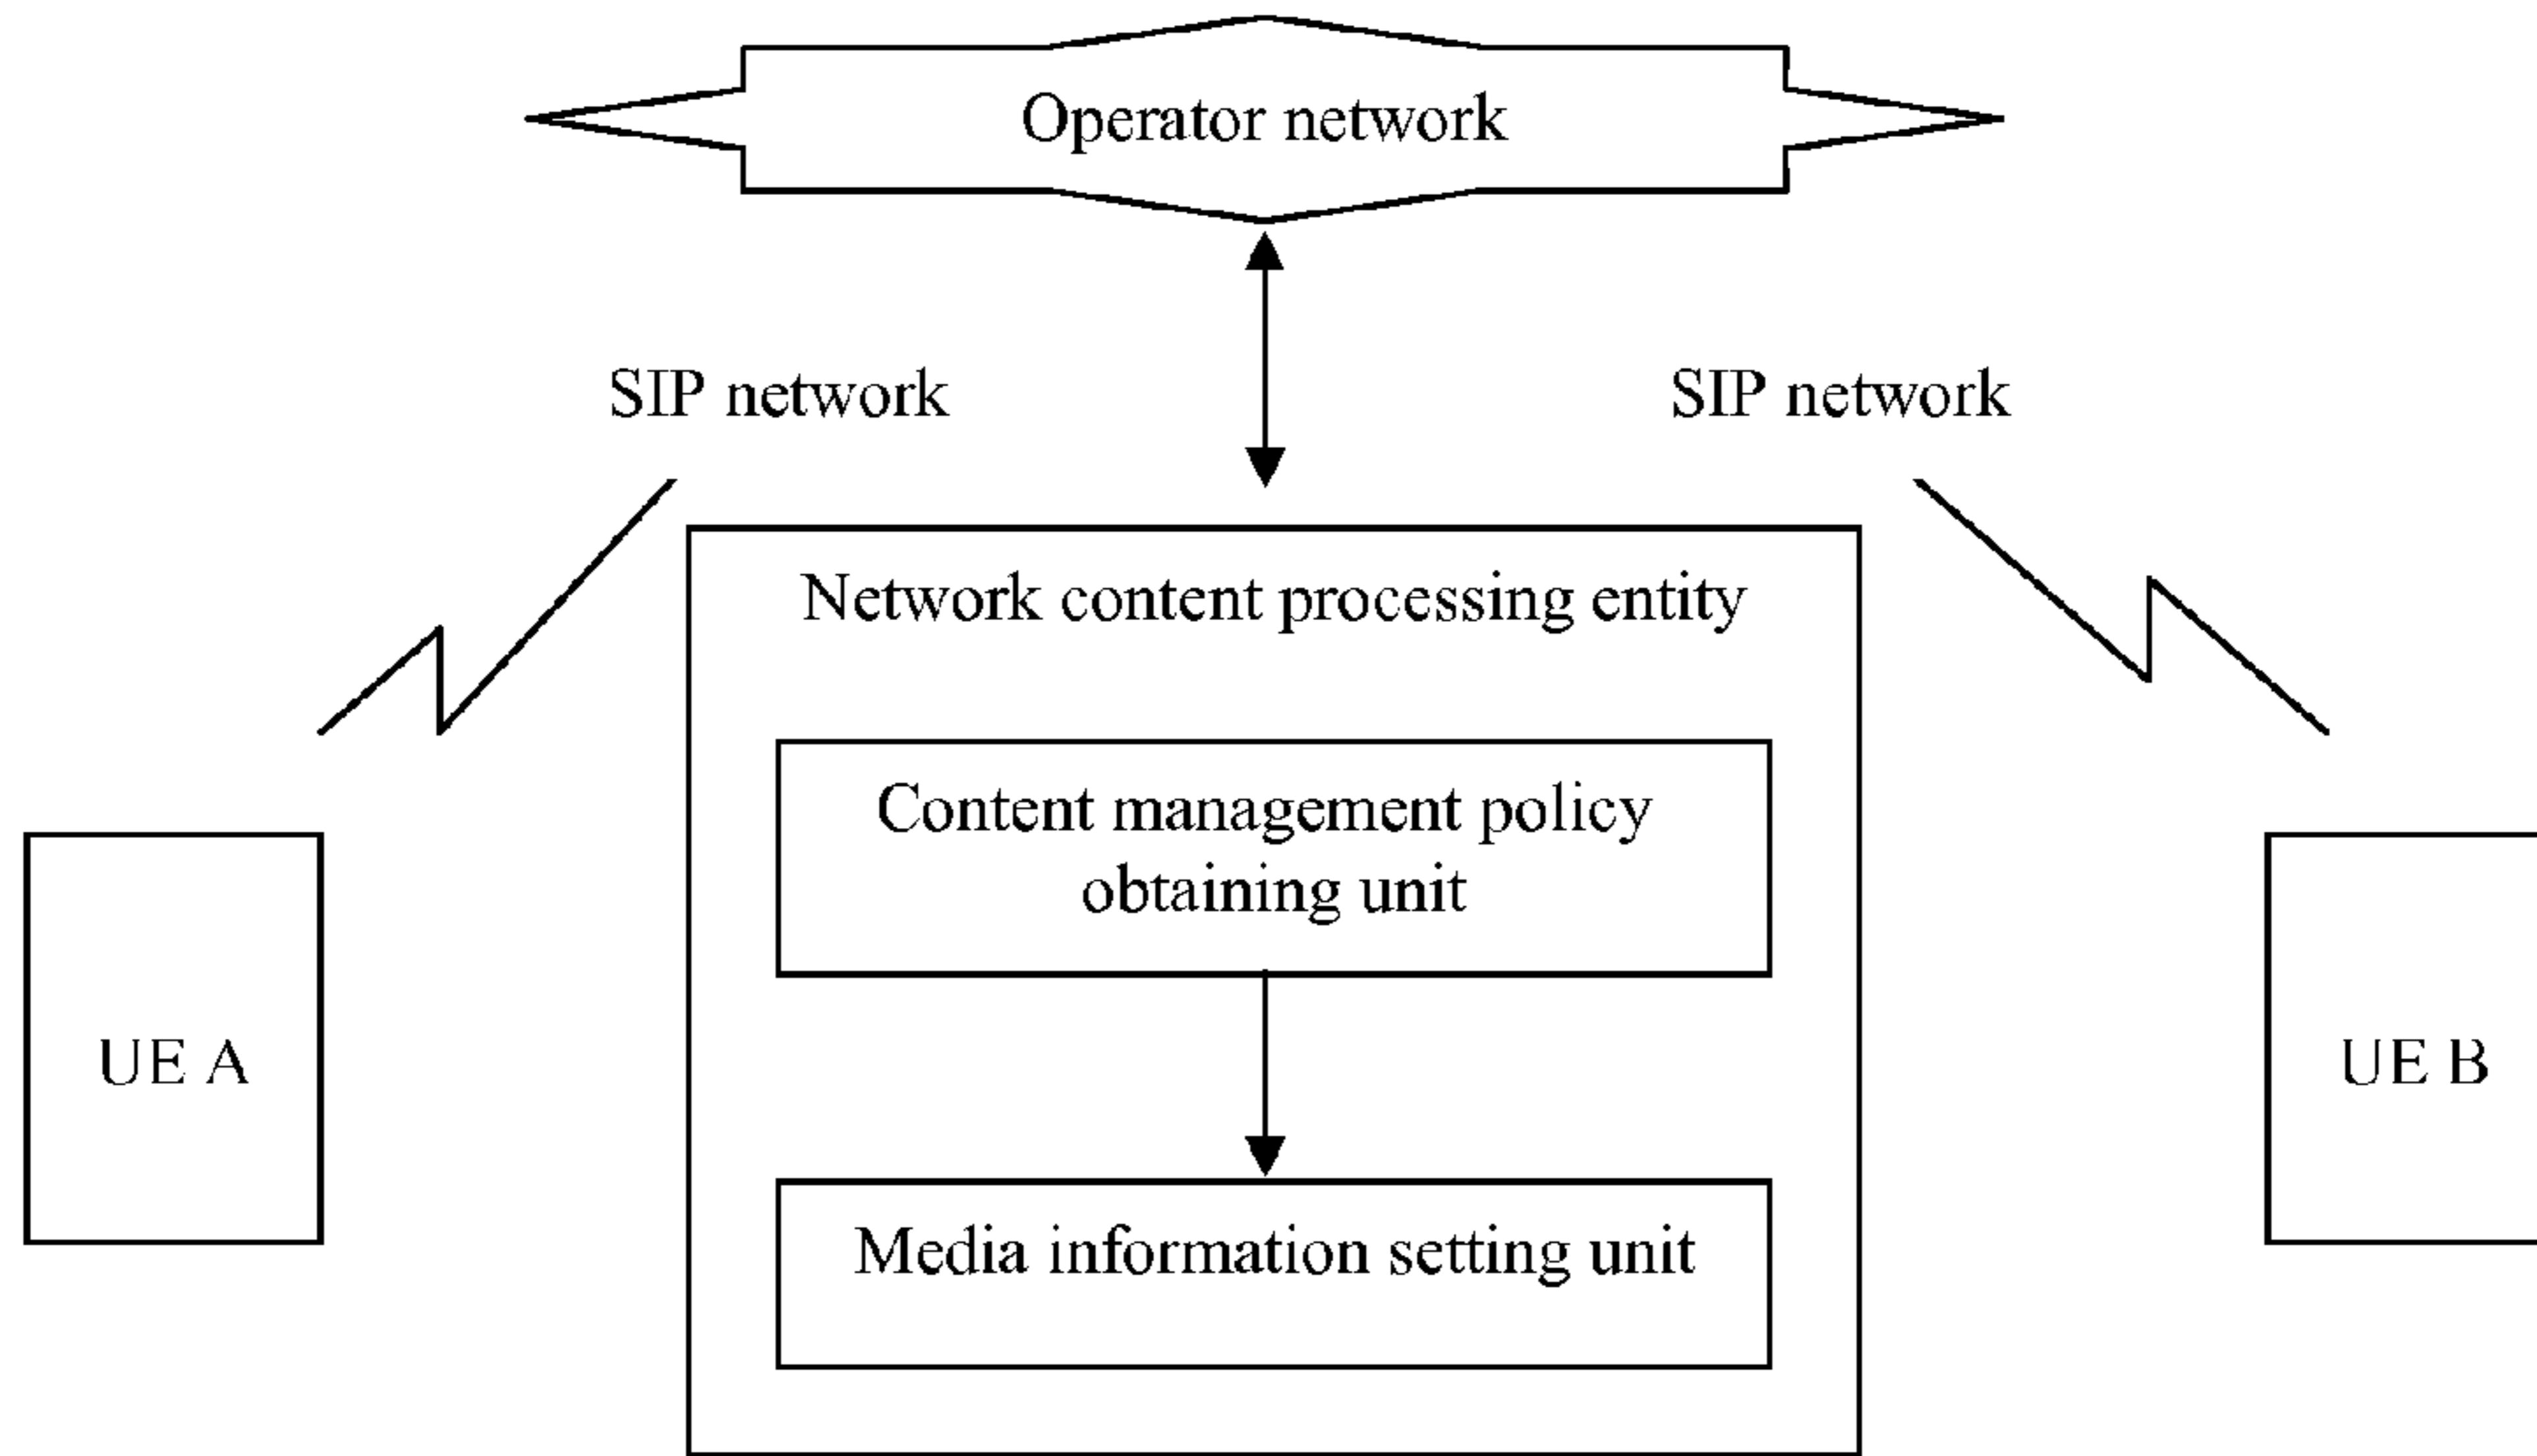 Operator network
SIP network
SIP network
Network content processing entity
Content management policy
obtaining unit
UE A
UE B
Media information setting unit